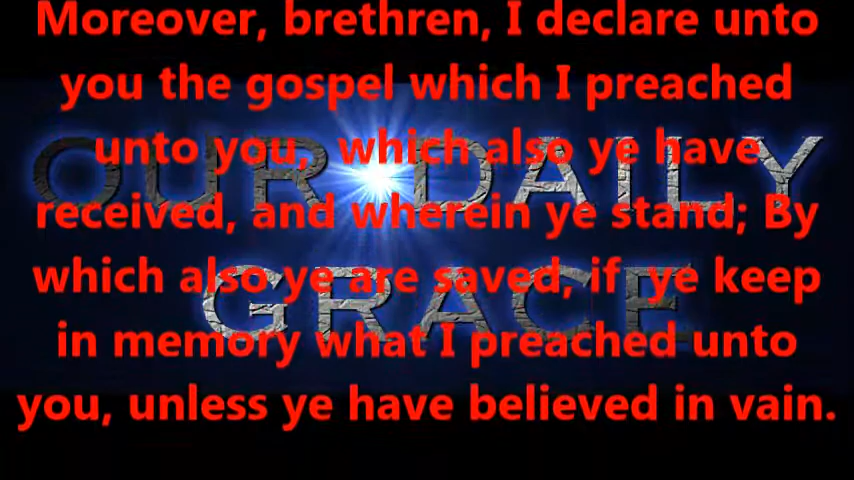 Moreover, brethren, I declare unto
you the gospel which I preached
unto you, which also ye have
received, and wherein ye stand; By
which also ye are saved, if ye keep
in memory what I preached unto
you, unless ye have believed in vain.
OUR DAILY
GRACE